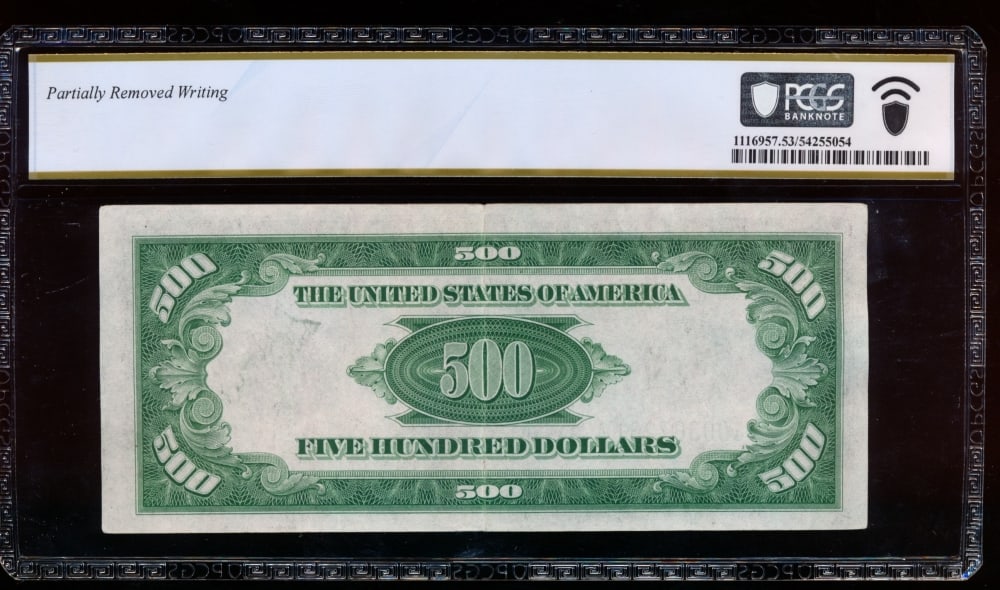 Partially Removed Writing
PCGS
BANKNOTE
1116957.53/54255054
500
500 500
THE UNITED STATES OF AMERICA
500
FIVE HUNDRED DOLLARS
500 500
500